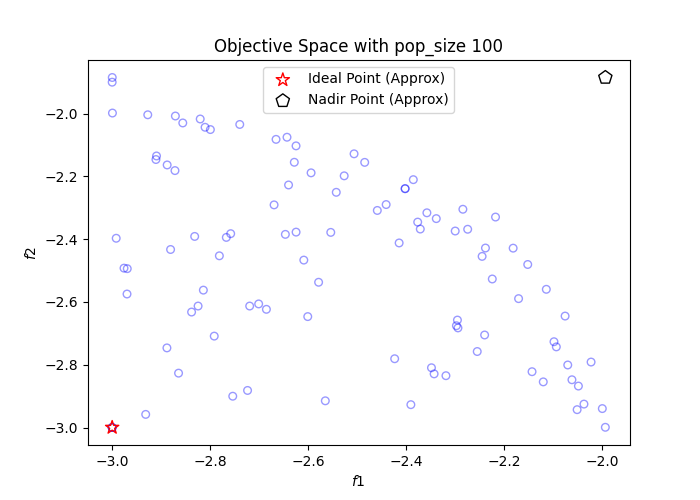 Objective Space with pop_size 100
Ideal Point (Approx)
Nadir Point (Approx)
−2.0
−2.2
−2.4
−2.6
−2.8
−3.0
f2
−3.0 −2.8 −2.6 −2.4 −2.2 −2.0
f1